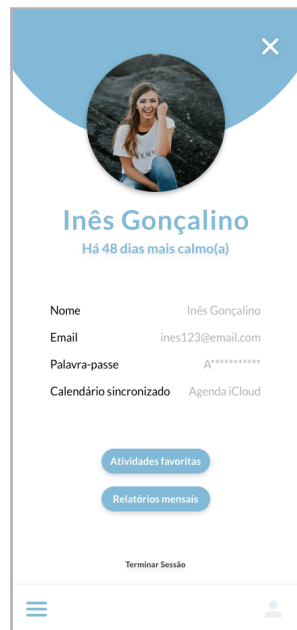 Inês Gonçalino
Há 48 dias mais calmo(a)
Nome Inês Gonçalino
Email ines123@email.com
Palavra-passe A***********
Calendário sincronizado Agenda iCloud
Atividades favoritas
Relatórios mensais
Terminar Sessão